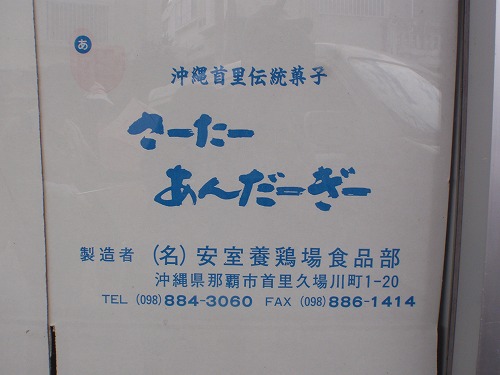 あ
沖縄首里伝統菓子
さーたー
あんだーぎー
製造者 (名)安室養鶏場食品部
沖縄県那覇市首里久場川町1-20
TEL (098)884-3060 FAX (098)886-1414